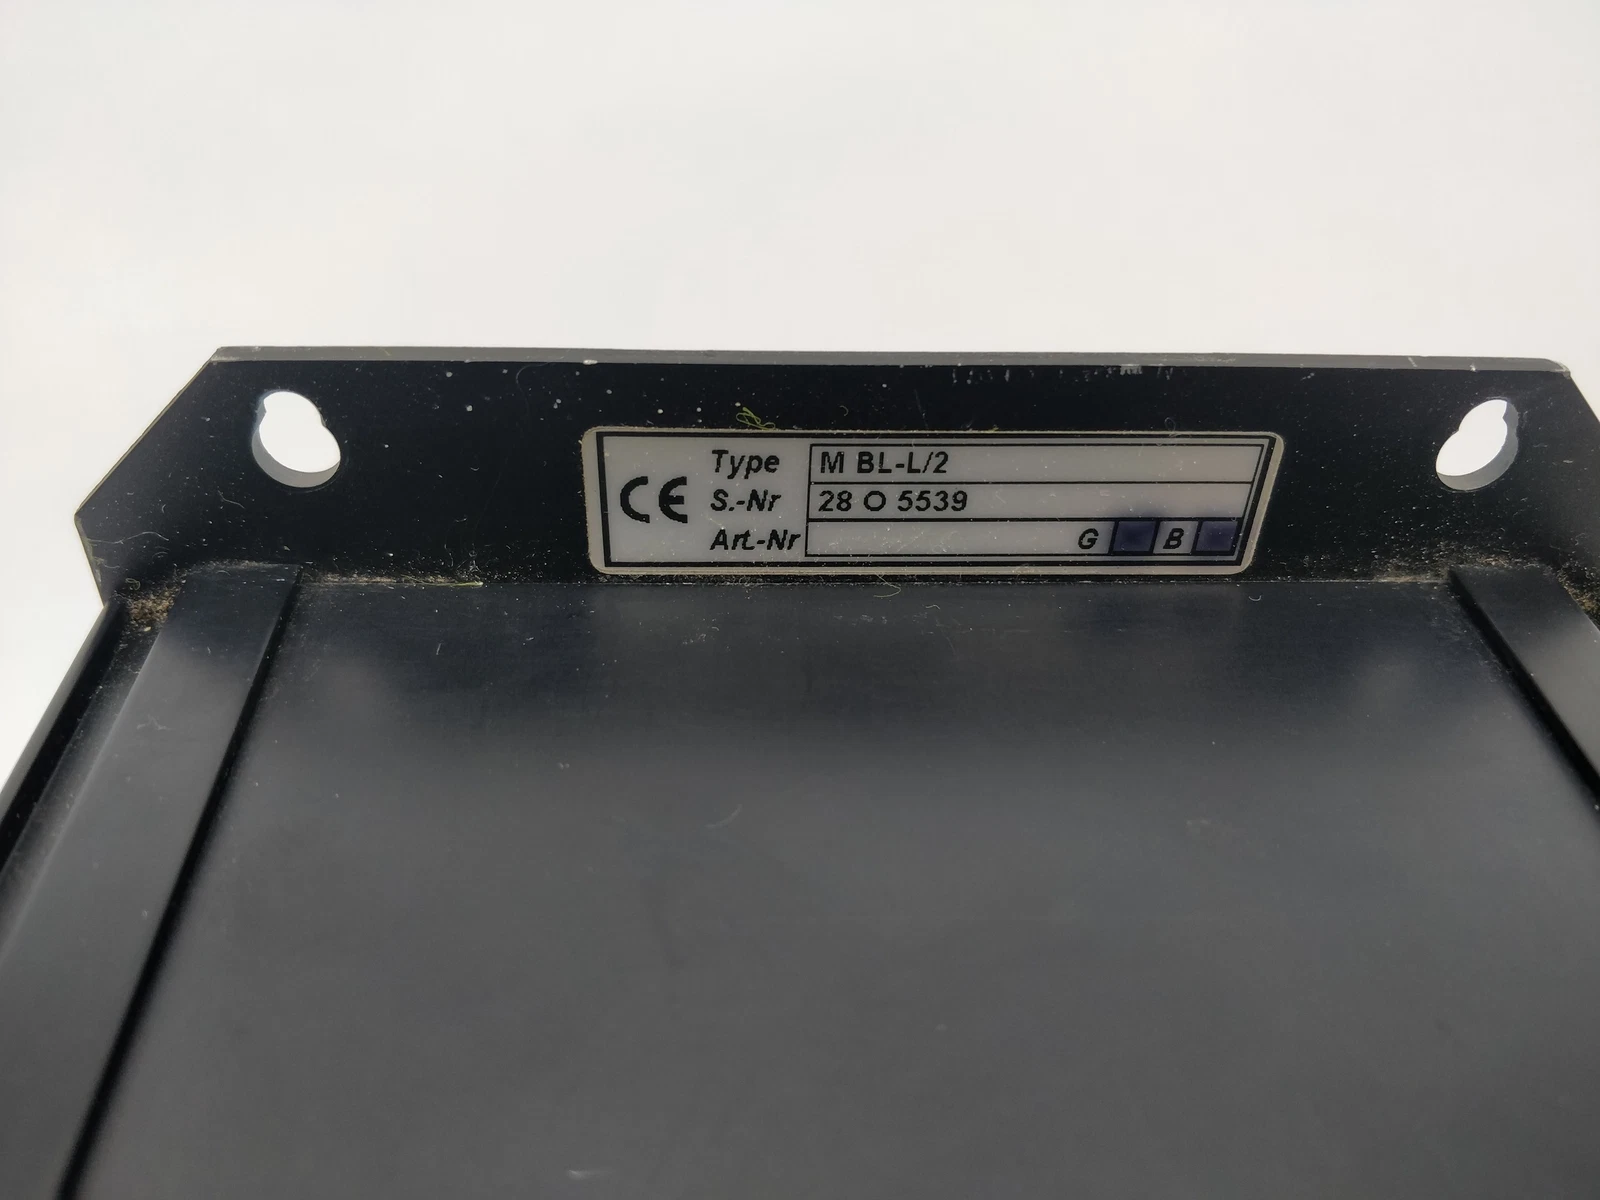 CE
Type M BL-L/2
S.-Nr 28 O 5539
Art.-Nr G B